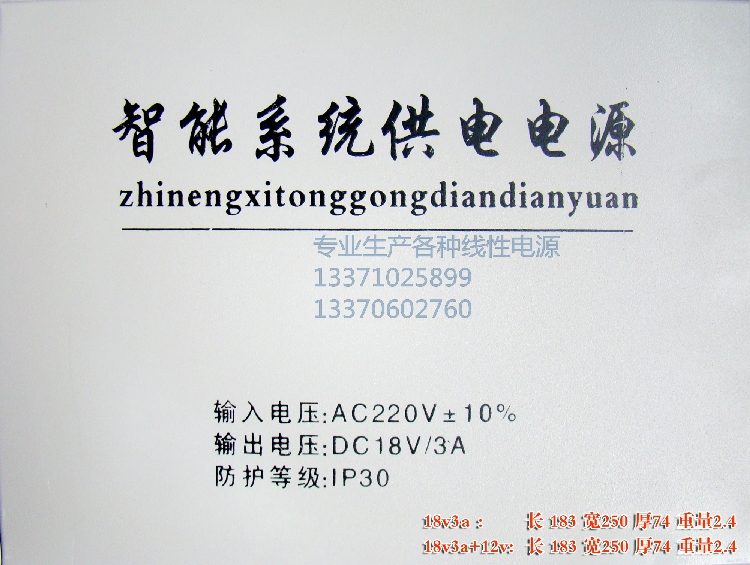 智能系统供电电源
zhinengxitonggongdiandianyuan
专业生产各种线性电源
13371025899
13370602760
输入电压:AC220V±10%
输出电压:DC18V/3A
防护等级:IP30
18v3a： 长 183 宽250 厚74 重量2.4
18v3a+12v: 长 183 宽250 厚74 重量2.4